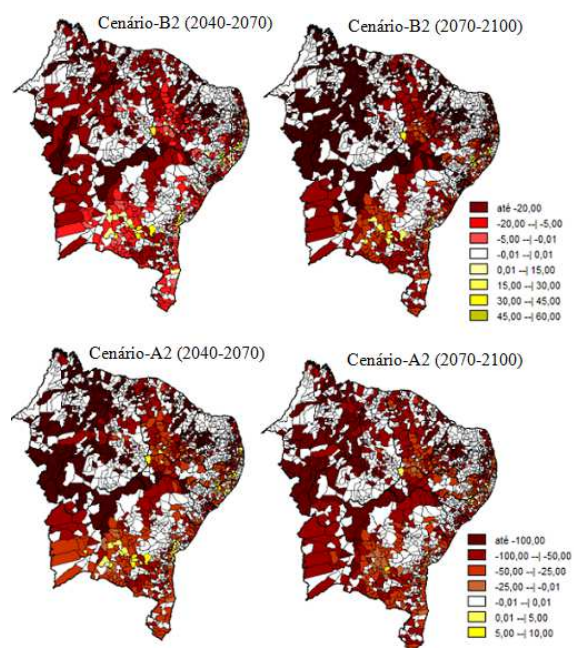 Cenário-B2 (2040-2070)
Cenário-B2 (2070-2100)
até -20,00
-20,00 --| -5,00
-5,00 --| -0,01
-0,01 --| 0,01
0,01 --| 15,00
15,00 --| 30,00
30,00 --| 45,00
45,00 --| 60,00
Cenário-A2 (2040-2070)
Cenário-A2 (2070-2100)
até -100,00
-100,00 --| -50,00
-50,00 --| -25,00
-25,00 --| -0,01
-0,01 --| 0,01
0,01 --| 5,00
5,00 --| 10,00